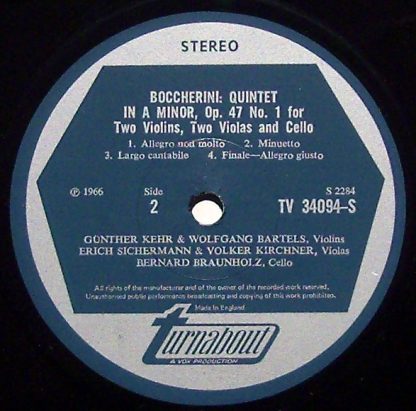 STEREO
BOCCHERINI: QUINTET
IN A MINOR, Op. 47 No. 1 for
Two Violins, Two Violas and Cello
1. Allegro non molto 2. Minuetto
3. Largo cantabile 4. Finale—Allegro giusto
℗ 1966 Side S 2284
2 TV 34094-S
GÜNTHER KEHR & WOLFGANG BARTELS, Violins
ERICH SICHERMANN & VOLKER KIRCHNER, Violas
BERNARD BRAUNHOLZ, Cello
All rights of the manufacturer and of the owner of the recorded work reserved.
Unauthorised public performance broadcasting and copying of this work prohibited.
Made in England
turnabout
A VOX PRODUCTION